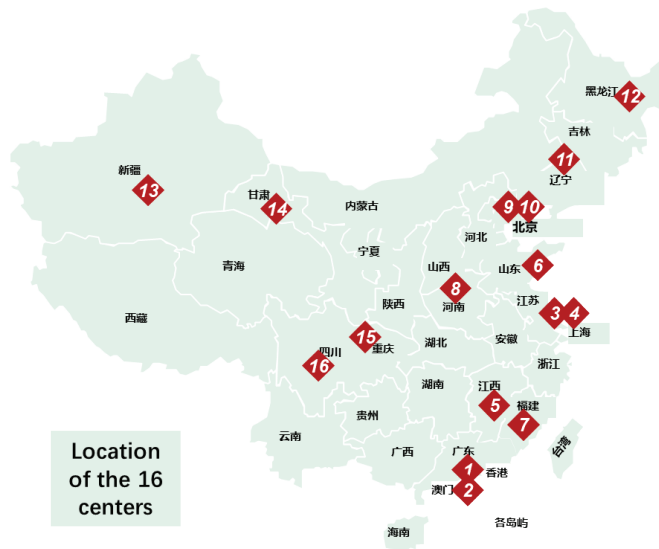 黑龙江
12
吉林
11
辽宁
新疆
13
甘肃
14
内蒙古
9
10
北京
河北
宁夏
青海
山西
山东
6
8
河南
陕西
江苏
3
4
上海
西藏
15
重庆
四川
16
湖北
安徽
浙江
湖南
江西
5
福建
7
贵州
云南
广西
广东
1
香港
澳门
2
台湾
各岛屿
海南
Location
of the 16
centers